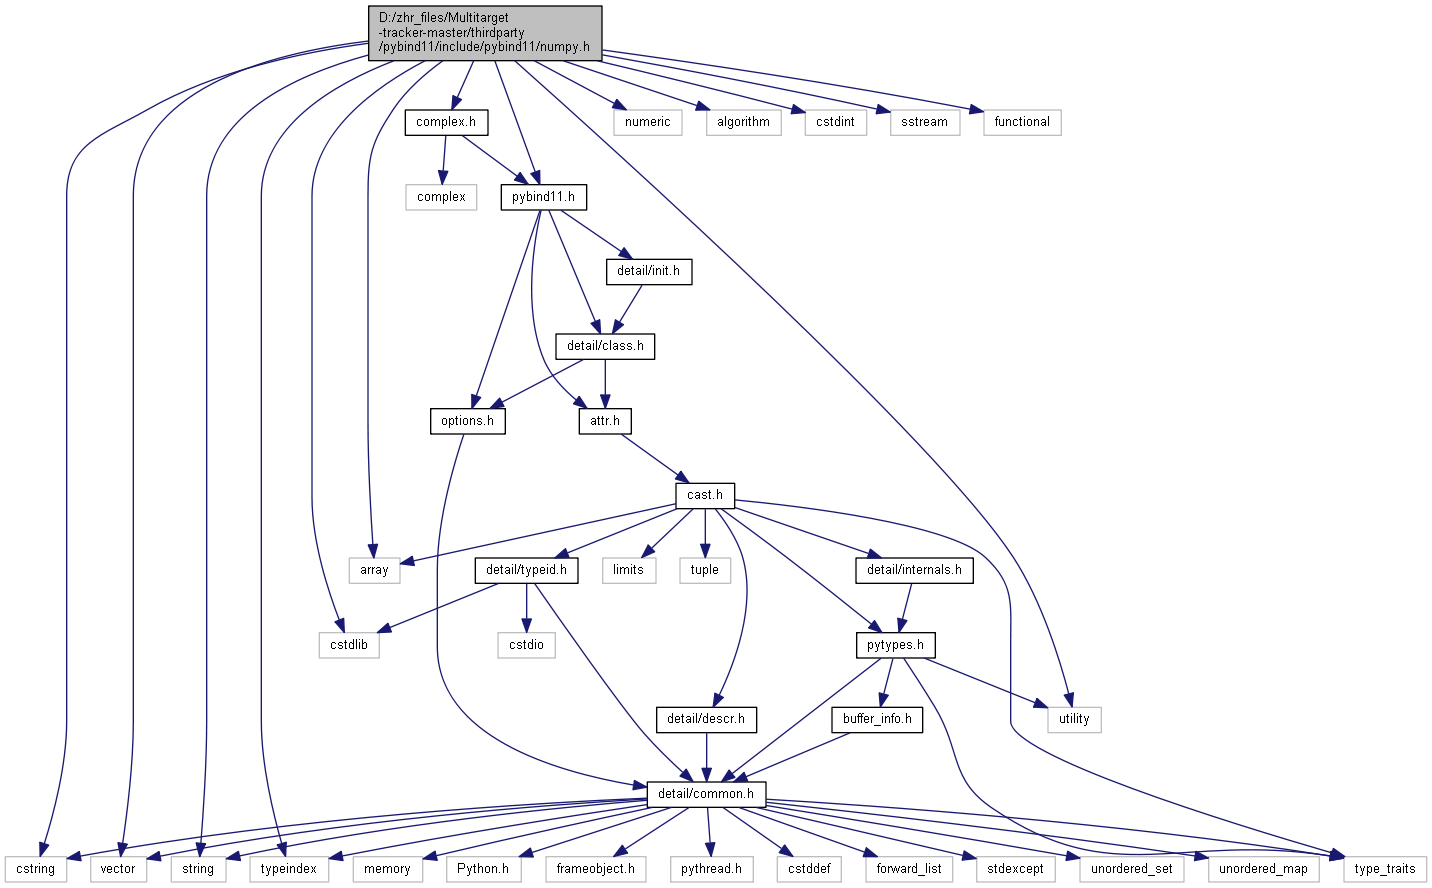 D:/zhr_files/Multitarget
-tracker-master/thirdparty
/pybind11/include/pybind11/numpy.h
complex.h
numeric
algorithm
cstdint
sstream
functional
complex
pybind11.h
detail/init.h
detail/class.h
options.h
attr.h
cast.h
array
detail/typeid.h
limits
tuple
detail/internals.h
cstdlib
cstdio
pytypes.h
detail/descr.h
buffer_info.h
utility
detail/common.h
cstring
vector
string
typeindex
memory
Python.h
frameobject.h
pythread.h
cstddef
forward_list
stdexcept
unordered_set
unordered_map
type_traits